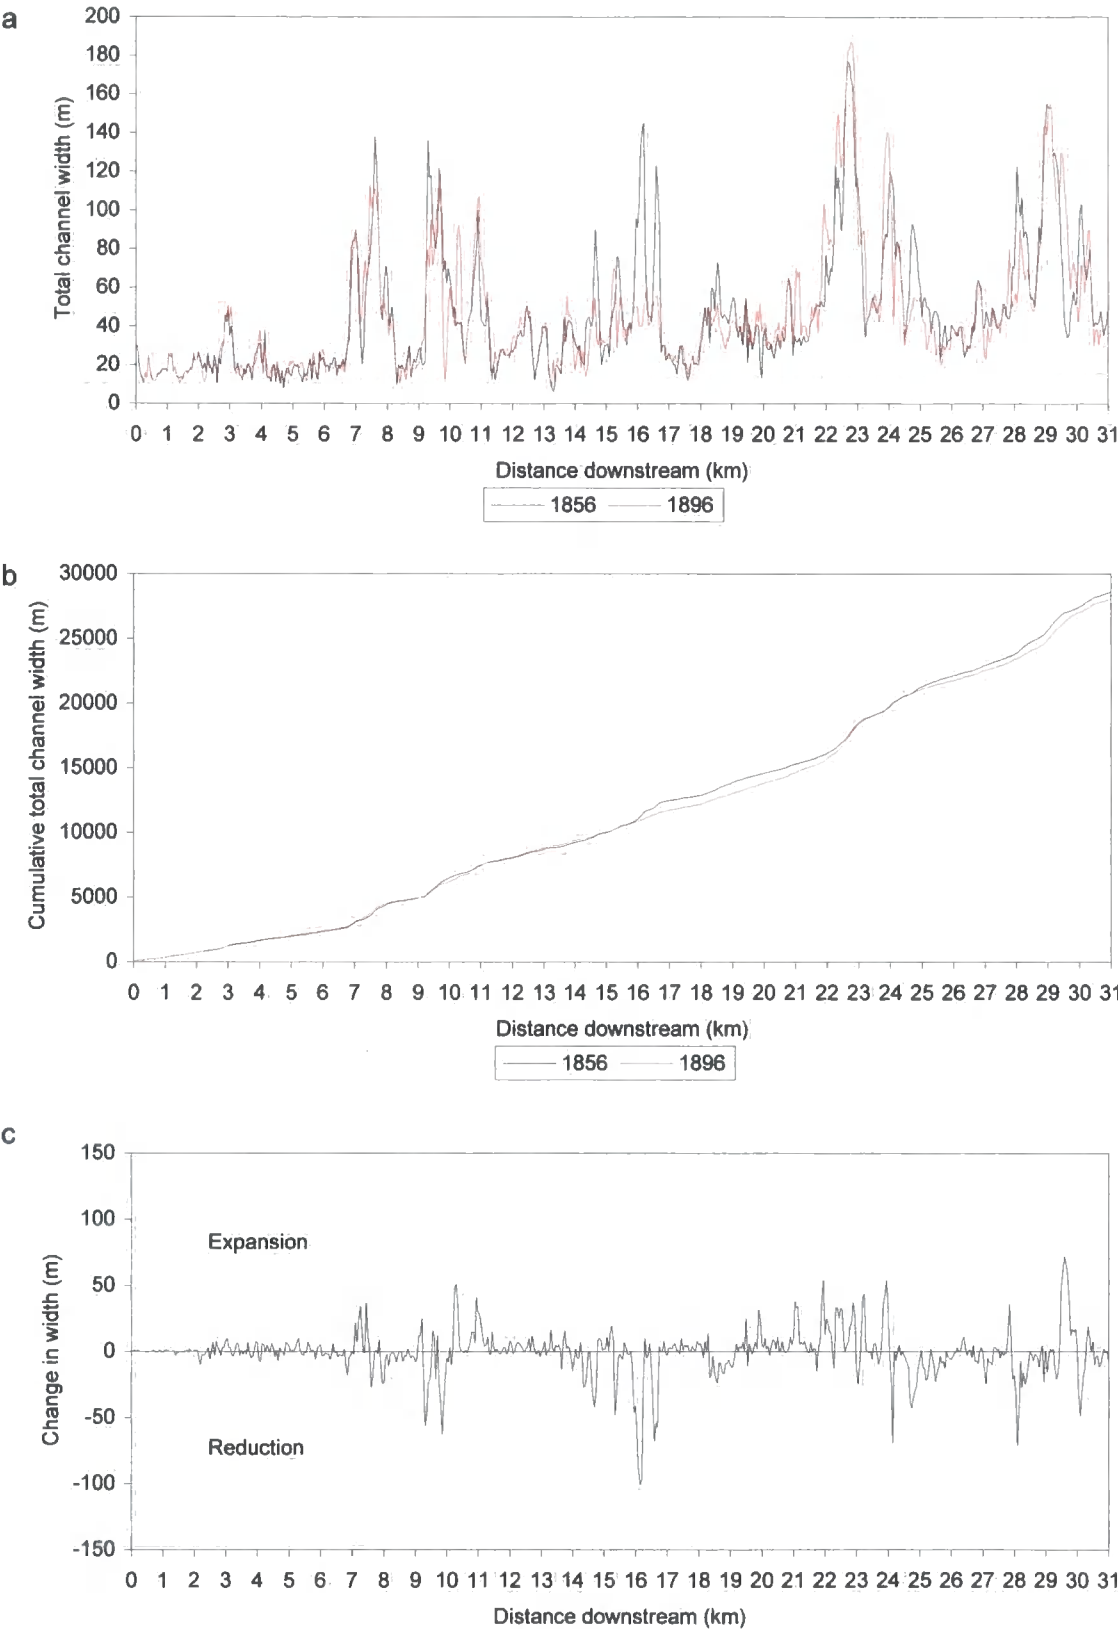 a
Total channel width (m)
200
180
160
140
120
100
80
60
40
20
0
0 1 2 3 4 5 6 7 8 9 10 11 12 13 14 15 16 17 18 19 20 21 22 23 24 25 26 27 28 29 30 31
Distance downstream (km)
1856 1896
b
Cumulative total channel width (m)
30000
25000
20000
15000
10000
5000
0
0 1 2 3 4 5 6 7 8 9 10 11 12 13 14 15 16 17 18 19 20 21 22 23 24 25 26 27 28 29 30 31
Distance downstream (km)
1856 1896
c
Change in width (m)
150
100
50
0
-50
-100
-150
Expansion
Reduction
0 1 2 3 4 5 6 7 8 9 10 11 12 13 14 15 16 17 18 19 20 21 22 23 24 25 26 27 28 29 30 31
Distance downstream (km)